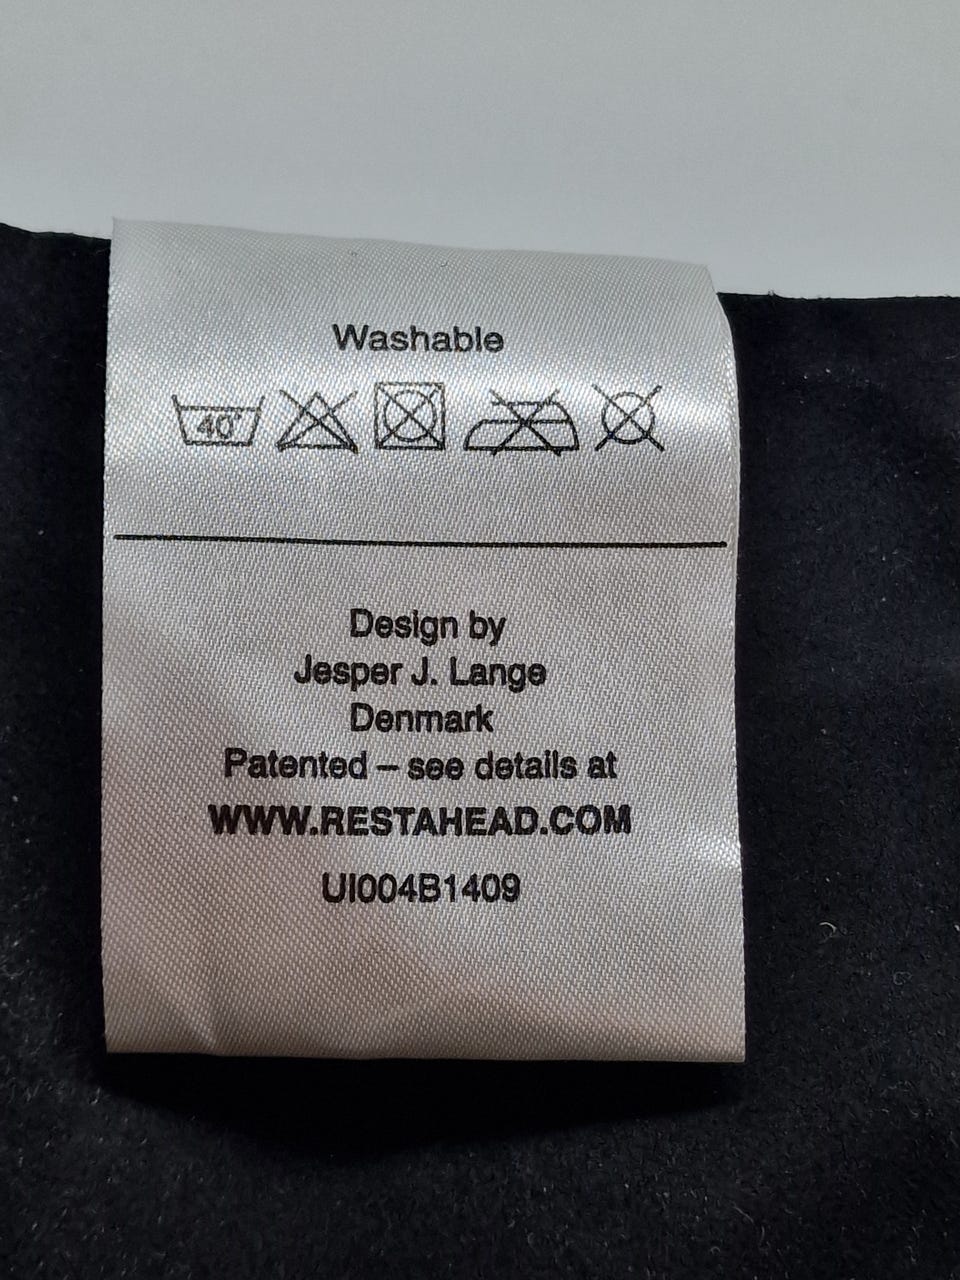 Washable
40°
Design by
Jesper J. Lange
Denmark
Patented – see details at
WWW.RESTAHEAD.COM
UI004B1409